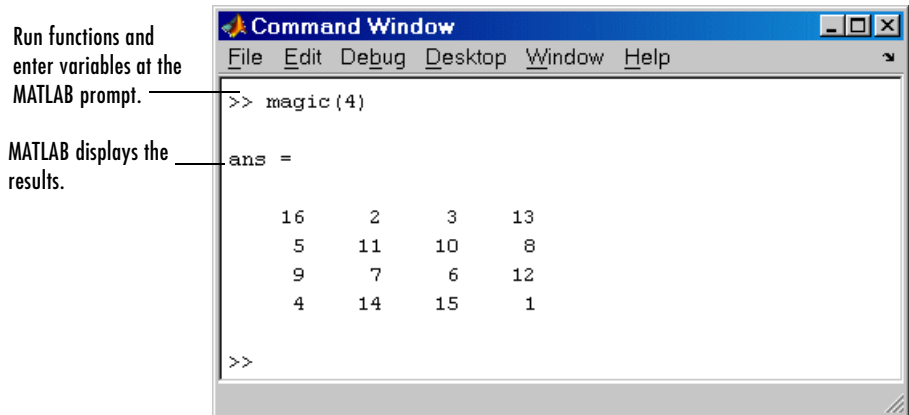 Run functions and
enter variables at the
MATLAB prompt.
MATLAB displays the
results.
Command Window
File Edit Debug Desktop Window Help
>> magic(4)
ans =
16 2 3 13
5 11 10 8
9 7 6 12
4 14 15 1
>>